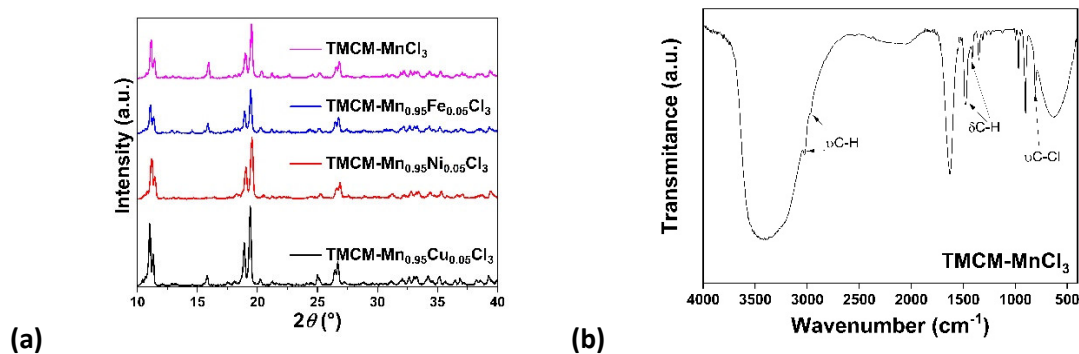 Intensity (a.u.)
TMCM-MnCl₃
TMCM-Mn₀.₉₅Fe₀.₀₅Cl₃
TMCM-Mn₀.₉₅Ni₀.₀₅Cl₃
TMCM-Mn₀.₉₅Cu₀.₀₅Cl₃
10 15 20 25 30 35 40
2θ (°)
(a)
Transmitance (a.u.)
υC-H
δC-H
υC-Cl
TMCM-MnCl₃
4000 3000 2000 1500 1000 500
Wavenumber (cm⁻¹)
(b)